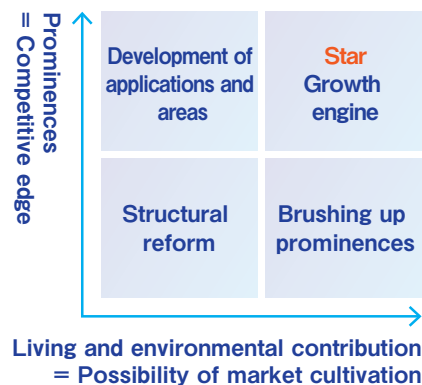 Prominences
= Competitive edge
Development of
applications and
areas
Star
Growth
engine
Structural
reform
Brushing up
prominences
Living and environmental contribution
= Possibility of market cultivation